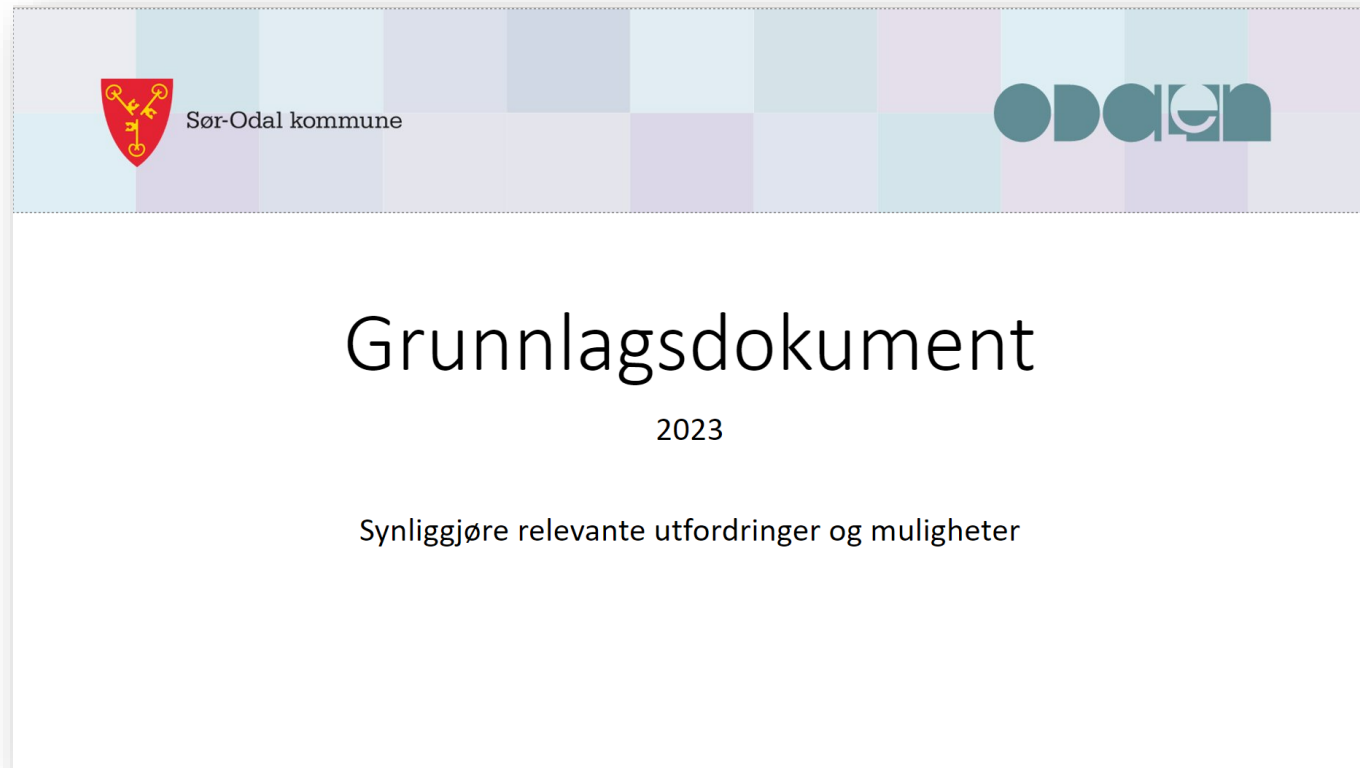 Sør-Odal kommune
ODALEN
Grunnlagsdokument
2023
Synliggjøre relevante utfordringer og muligheter